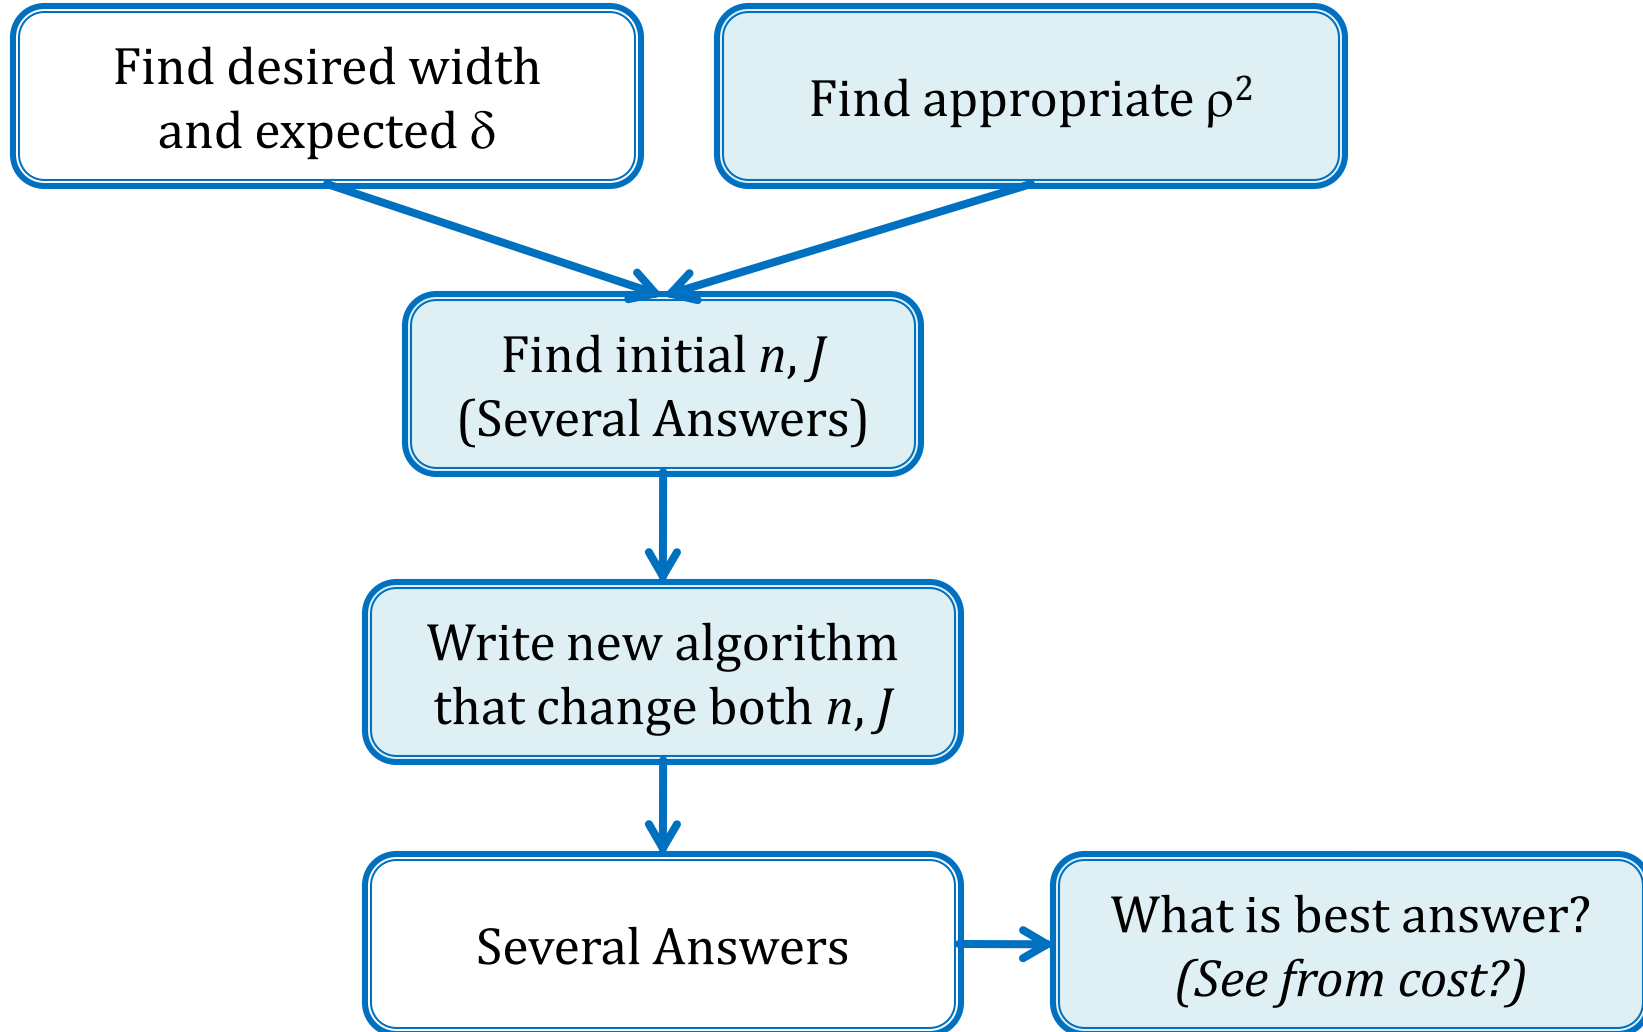 Find desired width
and expected δ
Find appropriate ρ²
Find initial n, J
(Several Answers)
Write new algorithm
that change both n, J
Several Answers
What is best answer?
(See from cost?)